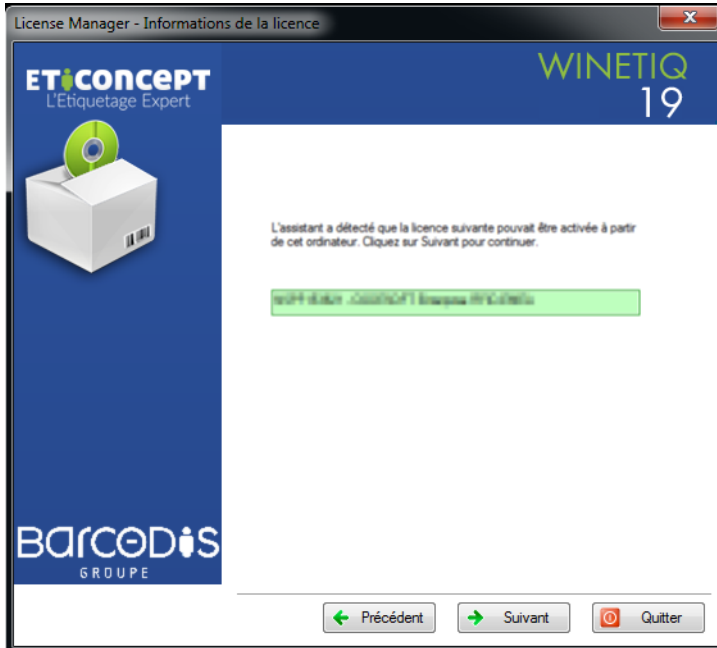 License Manager - Informations de la licence
ETiCONCEPT
L'Etiquetage Expert
WINETIQ
19
L'assistant a détecté que la licence suivante pouvait être activée à partir
de cet ordinateur. Cliquez sur Suivant pour continuer.
BarcoDiS
GROUPE
Précédent
Suivant
Quitter